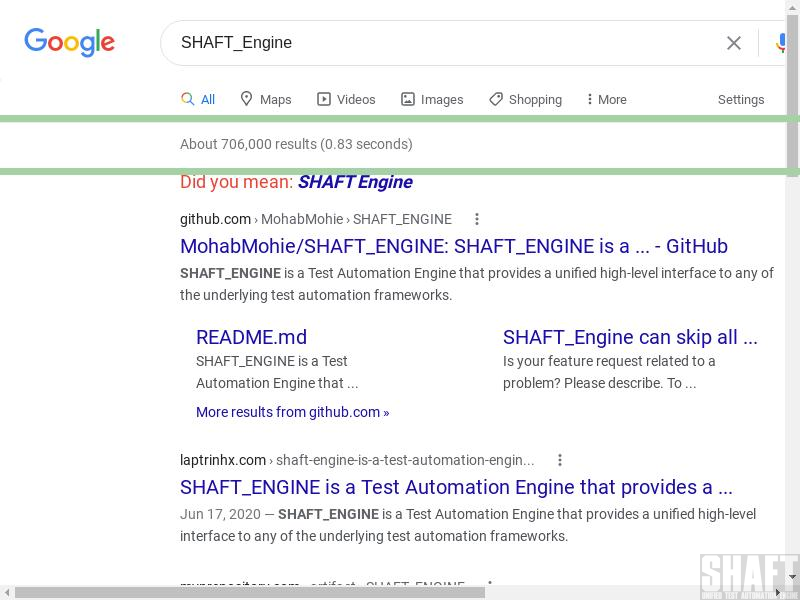 Google
SHAFT_Engine
All Maps Videos Images Shopping More Settings
About 706,000 results (0.83 seconds)
Did you mean: SHAFT Engine
github.com › MohabMohie › SHAFT_ENGINE
MohabMohie/SHAFT_ENGINE: SHAFT_ENGINE is a ... - GitHub
SHAFT_ENGINE is a Test Automation Engine that provides a unified high-level interface to any of
the underlying test automation frameworks.
README.md
SHAFT_ENGINE is a Test
Automation Engine that ...
SHAFT_Engine can skip all ...
Is your feature request related to a
problem? Please describe. To ...
More results from github.com »
laptrinhx.com › shaft-engine-is-a-test-automation-engin...
SHAFT_ENGINE is a Test Automation Engine that provides a ...
Jun 17, 2020 — SHAFT_ENGINE is a Test Automation Engine that provides a unified high-level
interface to any of the underlying test automation frameworks.
SHAFT